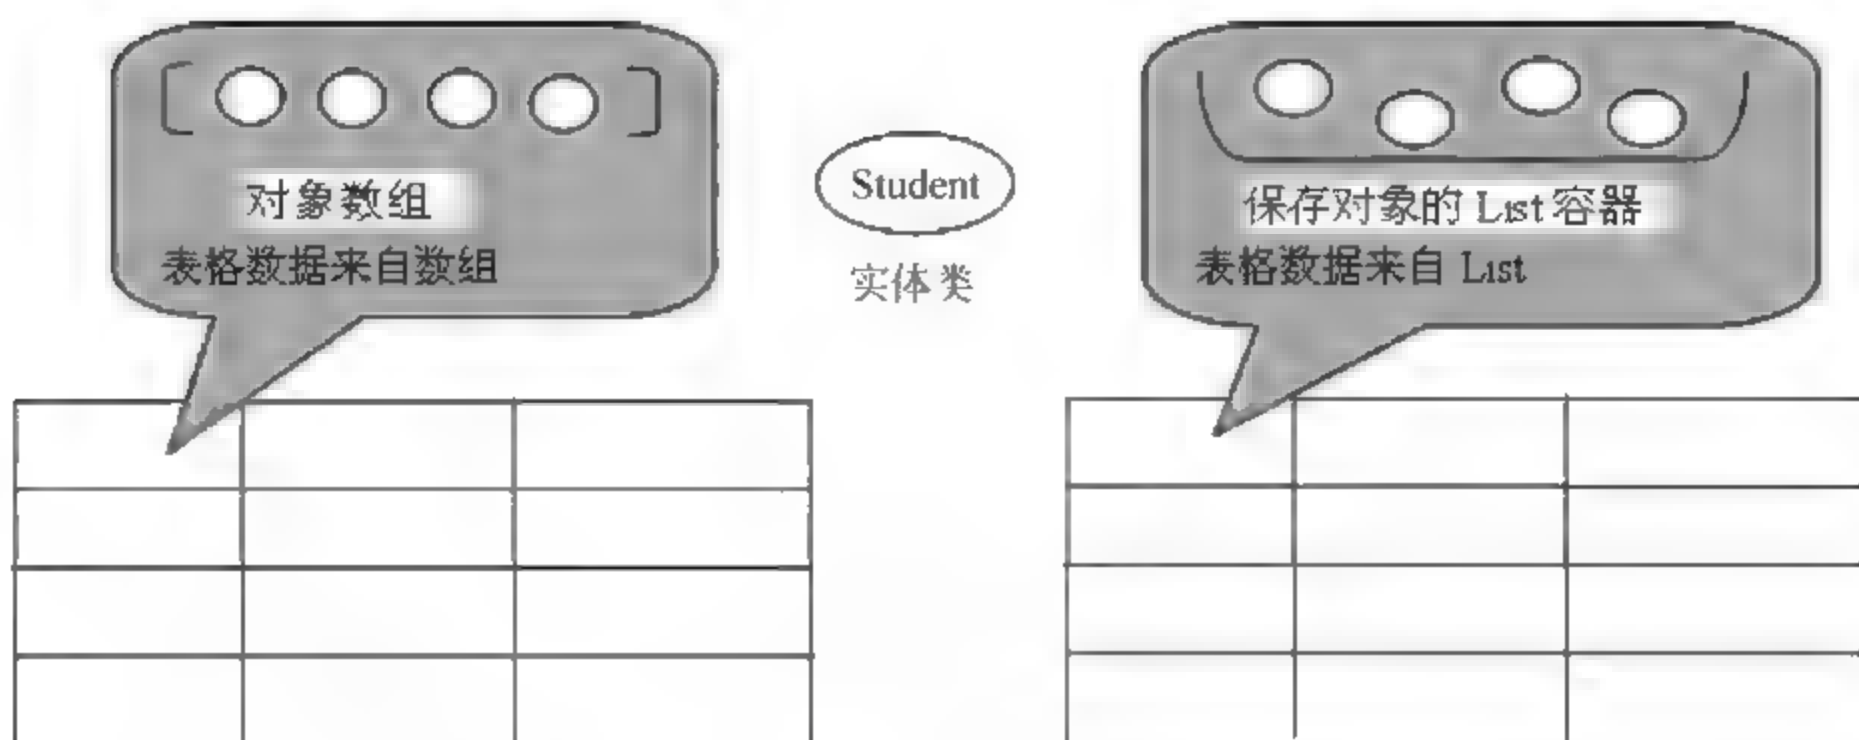 对象数组
表格数据来自数组
Student
实体类
保存对象的 List 容器
表格数据来自 List